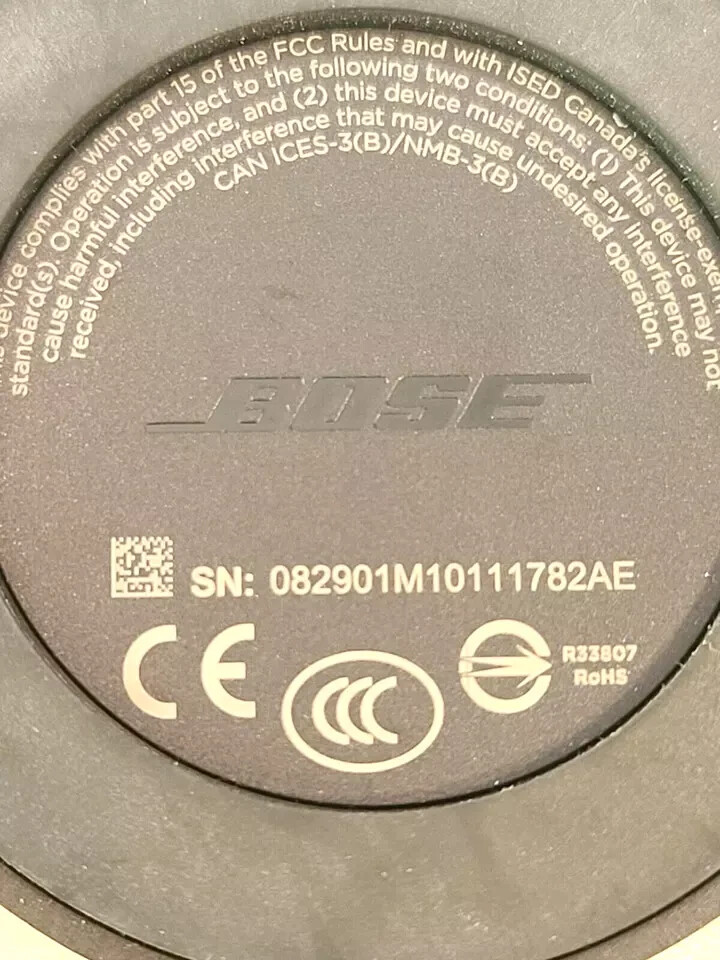 device complies with part 15 of the FCC Rules and with ISED Canada's license-exe
standard(s). Operation is subject to the following two conditions: (1) This device may not
cause harmful interference, and (2) this device must accept any interference
received, including interference that may cause undesired operation.
CAN ICES-3(B)/NMB-3(B)
BOSE
SN: 082901M10111782AE
CE
CCC
R33807
RoHS